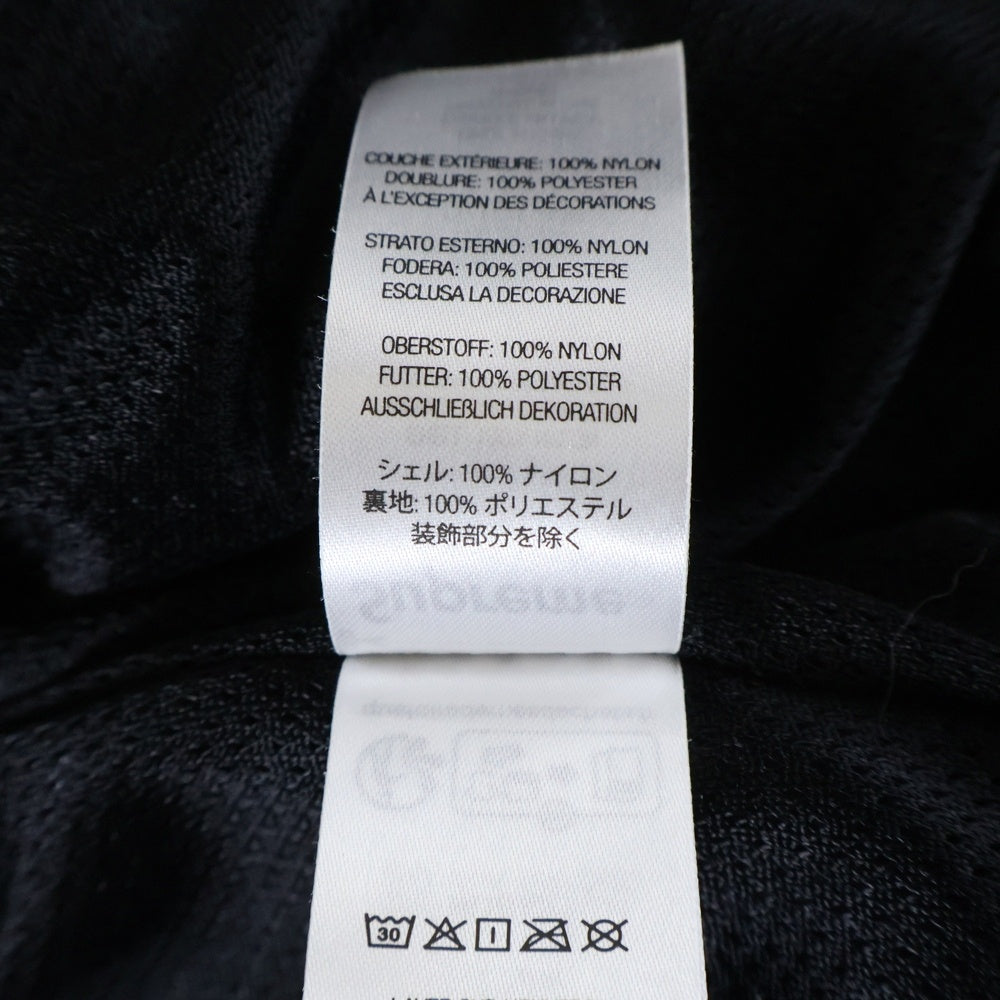 COUCHE EXTÉRIEURE: 100% NYLON
DOUBLURE: 100% POLYESTER
À L'EXCEPTION DES DÉCORATIONS
STRATO ESTERNO: 100% NYLON
FODERA: 100% POLIESTERE
ESCLUSA LA DECORAZIONE
OBERSTOFF: 100% NYLON
FUTTER: 100% POLYESTER
AUSSCHLIEßLICH DEKORATION
シェル: 100% ナイロン
裏地: 100% ポリエステル
装飾部分を除く
Supreme
30